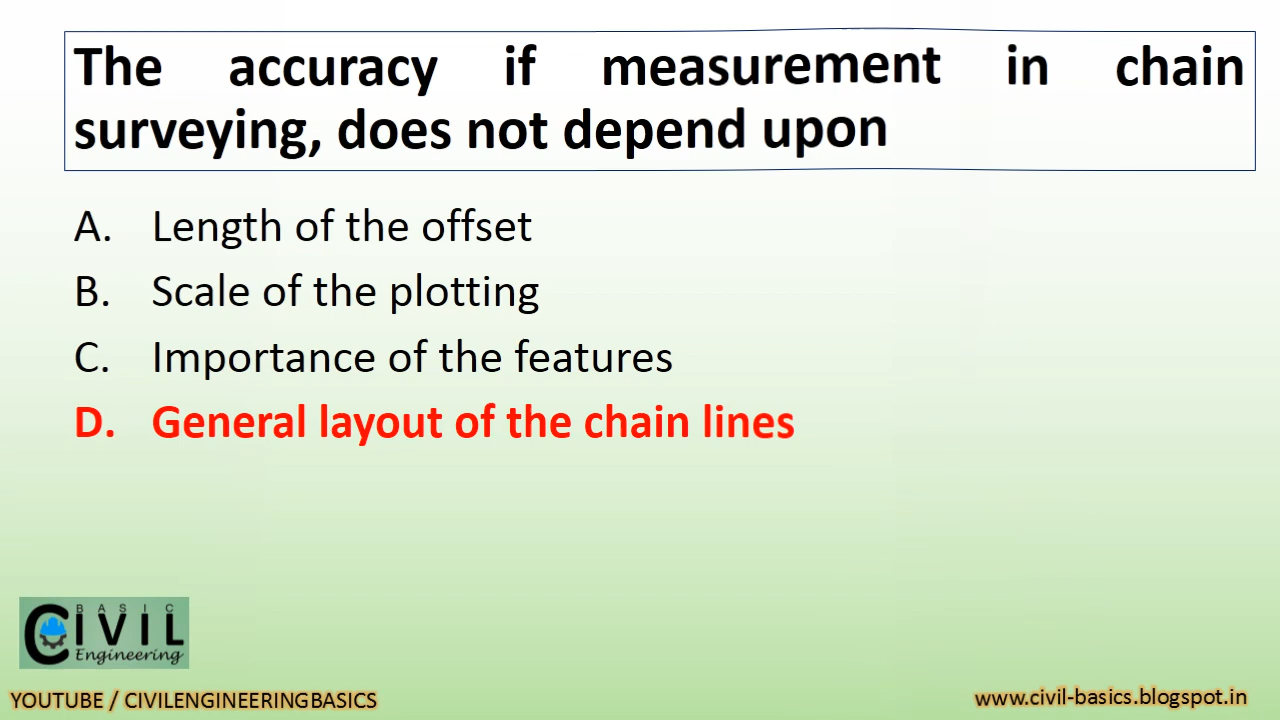 The accuracy if measurement in chain
surveying, does not depend upon
A. Length of the offset
B. Scale of the plotting
C. Importance of the features
D. General layout of the chain lines
BASIC
CIVIL
Engineering
YOUTUBE / CIVILENGINEERINGBASICS
www.civil-basics.blogspot.in